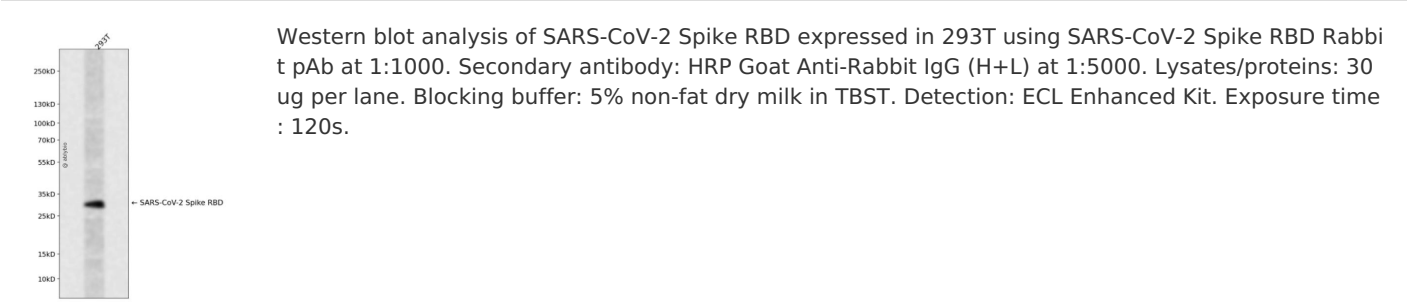 293T
250kD
130kD
100kD
70kD
55kD
35kD
25kD
15kD
10kD
@ abiybio
← SARS-CoV-2 Spike RBD
Western blot analysis of SARS-CoV-2 Spike RBD expressed in 293T using SARS-CoV-2 Spike RBD Rabbi
t pAb at 1:1000. Secondary antibody: HRP Goat Anti-Rabbit IgG (H+L) at 1:5000. Lysates/proteins: 30
ug per lane. Blocking buffer: 5% non-fat dry milk in TBST. Detection: ECL Enhanced Kit. Exposure time
: 120s.